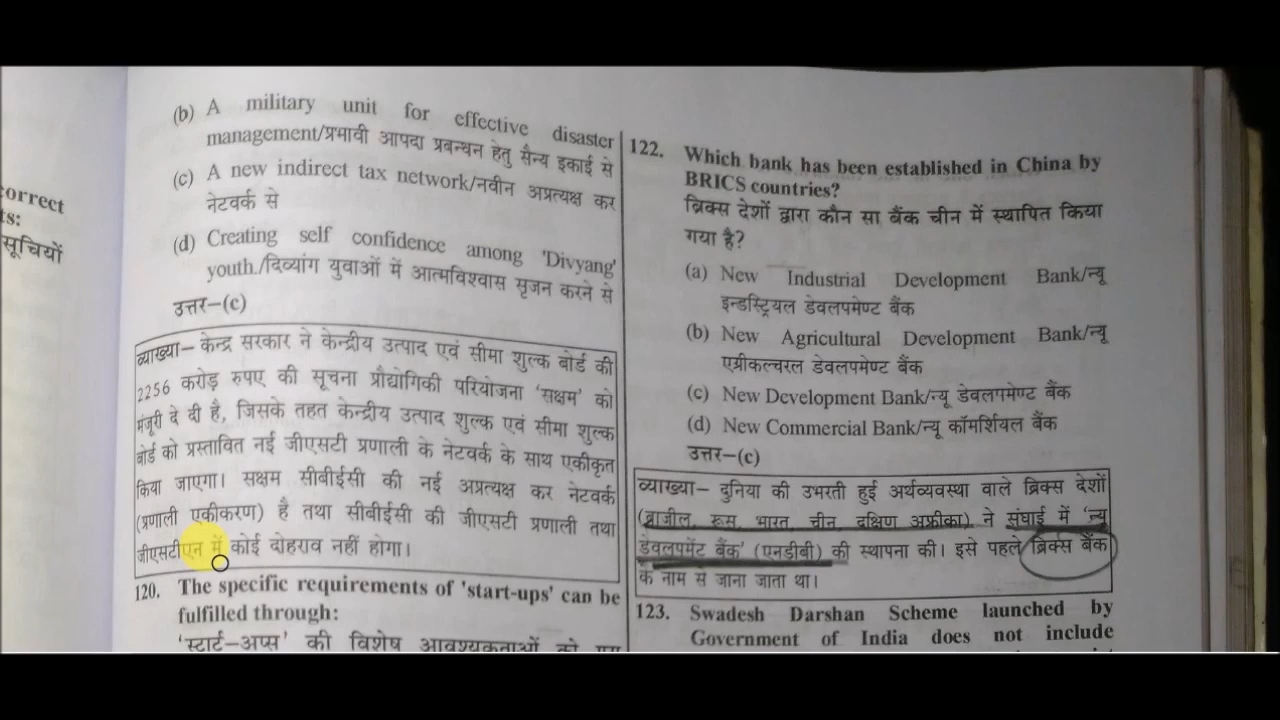 orrect
ts:
सूचियों
(b) A military unit for effective disaster
management/प्रभावी आपदा प्रबन्धन हेतु सैन्य इकाई से
(c) A new indirect tax network/नवीन अप्रत्यक्ष कर
नेटवर्क से
(d) Creating self confidence among 'Divyang'
youth./दिव्यांग युवाओं में आत्मविश्वास सृजन करने से
उत्तर–(c)
व्याख्या– केन्द्र सरकार ने केन्द्रीय उत्पाद एवं सीमा शुल्क बोर्ड की
2256 करोड़ रुपए की सूचना प्रौद्योगिकी परियोजना ‘सक्षम’ को
मंजूरी दे दी है, जिसके तहत केन्द्रीय उत्पाद शुल्क एवं सीमा शुल्क
बोर्ड को प्रस्तावित नई जीएसटी प्रणाली के नेटवर्क के साथ एकीकृत
किया जाएगा। सक्षम सीबीईसी की नई अप्रत्यक्ष कर नेटवर्क
(प्रणाली एकीकरण) है तथा सीबीईसी की जीएसटी प्रणाली तथा
जीएसटीएन में कोई दोहराव नहीं होगा।
120. The specific requirements of 'start-ups' can be
fulfilled through:
‘स्टार्ट–अप्स’ की विशेष आवश्यकताओं को
122. Which bank has been established in China by
BRICS countries?
ब्रिक्स देशों द्वारा कौन सा बैंक चीन में स्थापित किया
गया है?
(a) New Industrial Development Bank/न्यू
इन्डस्ट्रियल डेवलपमेण्ट बैंक
(b) New Agricultural Development Bank/न्यू
एग्रीकल्चरल डेवलपमेण्ट बैंक
(c) New Development Bank/न्यू डेवलपमेण्ट बैंक
(d) New Commercial Bank/न्यू कॉमर्शियल बैंक
उत्तर–(c)
व्याख्या– दुनिया की उभरती हुई अर्थव्यवस्था वाले ब्रिक्स देशों
(ब्राजील, रूस, भारत, चीन, दक्षिण अफ्रीका) ने संघाई में ‘न्यू
डेवलपमेंट बैंक’ (एनडीबी) की स्थापना की। इसे पहले ब्रिक्स बैंक
के नाम से जाना जाता था।
123. Swadesh Darshan Scheme launched by
Government of India does not include